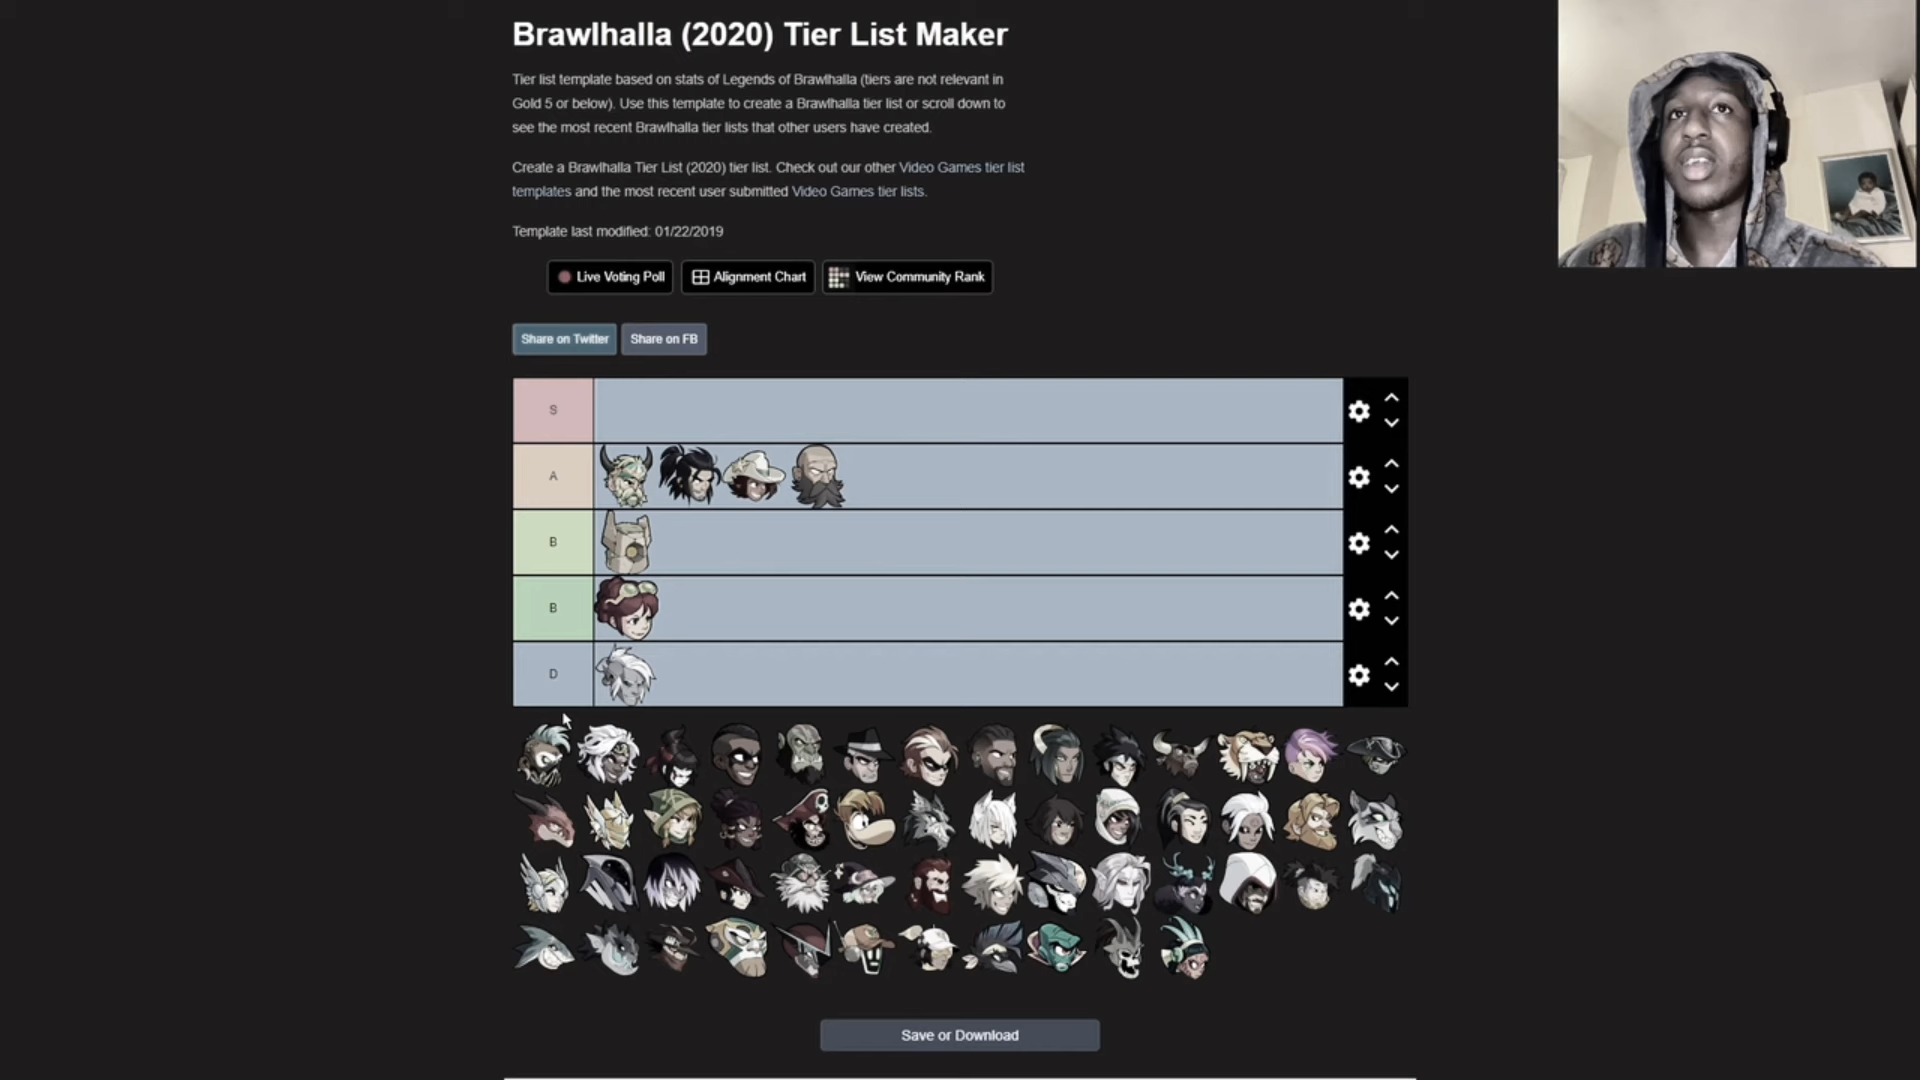 Brawlhalla (2020) Tier List Maker
Tier list template based on stats of Legends of Brawlhalla (tiers are not relevant in
Gold 5 or below). Use this template to create a Brawlhalla tier list or scroll down to
see the most recent Brawlhalla tier lists that other users have created.
Create a Brawlhalla Tier List (2020) tier list. Check out our other Video Games tier list
templates and the most recent user submitted Video Games tier lists.
Template last modified: 01/22/2019
Live Voting Poll
Alignment Chart
View Community Rank
Share on Twitter
Share on FB
S
A
B
B
D
Save or Download